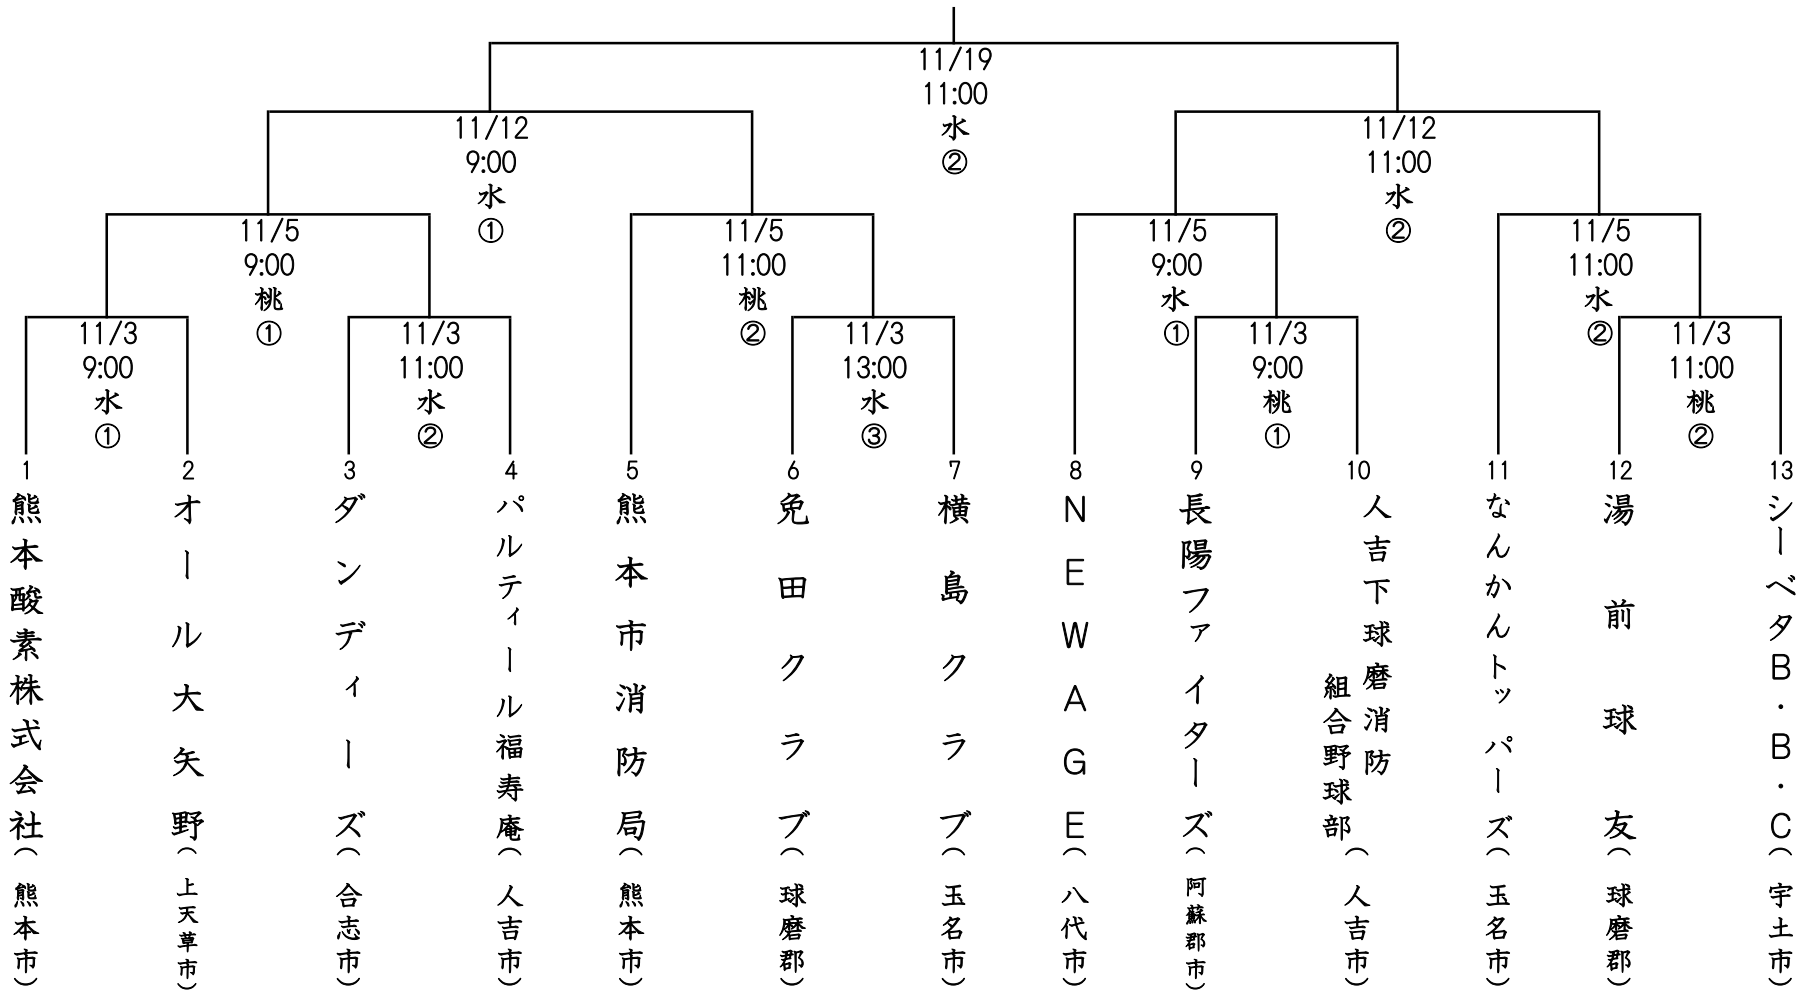 11/19
11:00
水
②
11/12
9:00
水
①
11/12
11:00
水
②
11/5
9:00
桃
①
11/5
11:00
桃
②
11/5
9:00
水
①
11/5
11:00
水
②
11/3
9:00
水
①
11/3
11:00
水
②
11/3
13:00
水
③
11/3
9:00
桃
①
11/3
11:00
桃
②
1
熊本酸素株式会社(熊本市)
2
オール大矢野(上天草市)
3
ダンディーズ(合志市)
4
パルティール福寿庵(人吉市)
5
熊本市消防局(熊本市)
6
免田クラブ(球磨郡)
7
横島クラブ(玉名市)
8
NEWAGE(八代市)
9
長陽ファイターズ(阿蘇郡市)
10
人吉下球磨消防
組合野球部(人吉市)
11
なんかんトッパーズ(玉名市)
12
湯前球友(球磨郡)
13
シーベタB・B・C(宇土市)